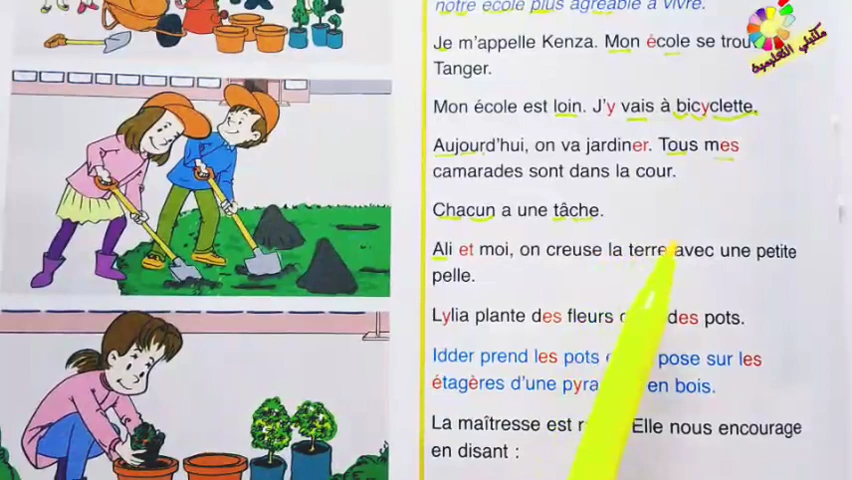 notre école plus agréable à vivre.
Je m'appelle Kenza. Mon école se
Tanger.
Mon école est loin. J'y vais à bicyclette.
Aujourd'hui, on va jardiner. Tous mes
camarades sont dans la cour.
Chacun a une tâche.
Ali et moi, on creuse la terre avec une petite
pelle.
Lylia plante des fleurs des pots.
Idder prend les pots pose sur les
étagères d'une en bois.
La maîtresse est Elle nous encourage
en disant :
مكتبتي التعليمية